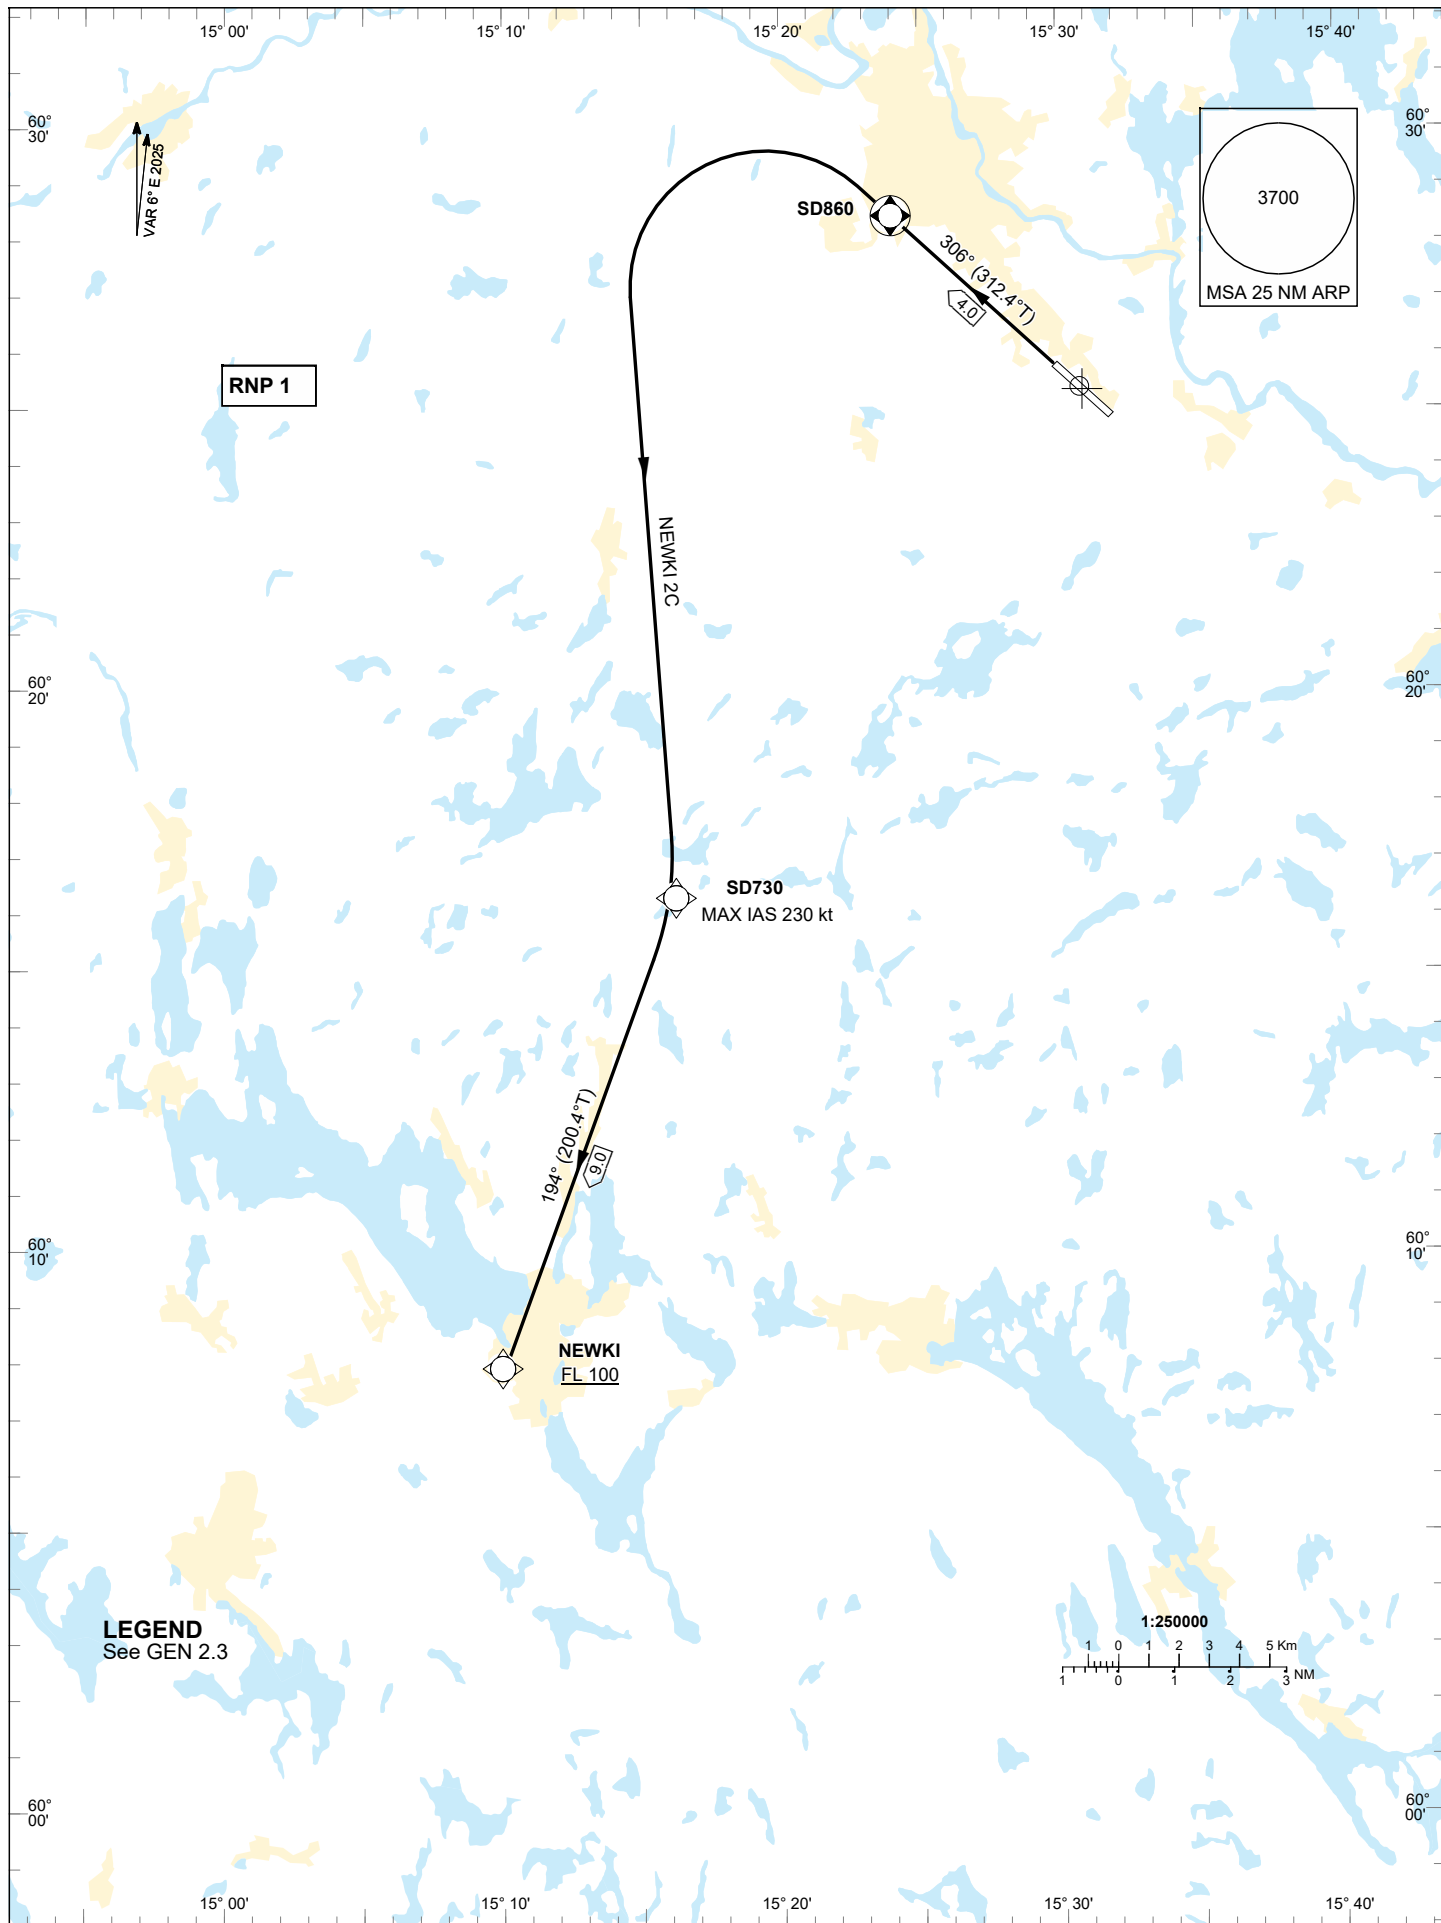 15° 00'
15° 10'
15° 20'
15° 30'
15° 40'
60°
30'
60°
30'
VAR 6° E 2025
3700
MSA 25 NM ARP
SD860
306° (312.4°T)
4.0
RNP 1
NEWKI 2C
60°
20'
60°
20'
SD730
MAX IAS 230 kt
194° (200.4°T)
9.0
60°
10'
60°
10'
NEWKI
FL 100
LEGEND
See GEN 2.3
1:250000
1 0 1 2 3 4 5 Km
1 0 1 2 3 NM
60°
00'
60°
00'
15° 00'
15° 10'
15° 20'
15° 30'
15° 40'